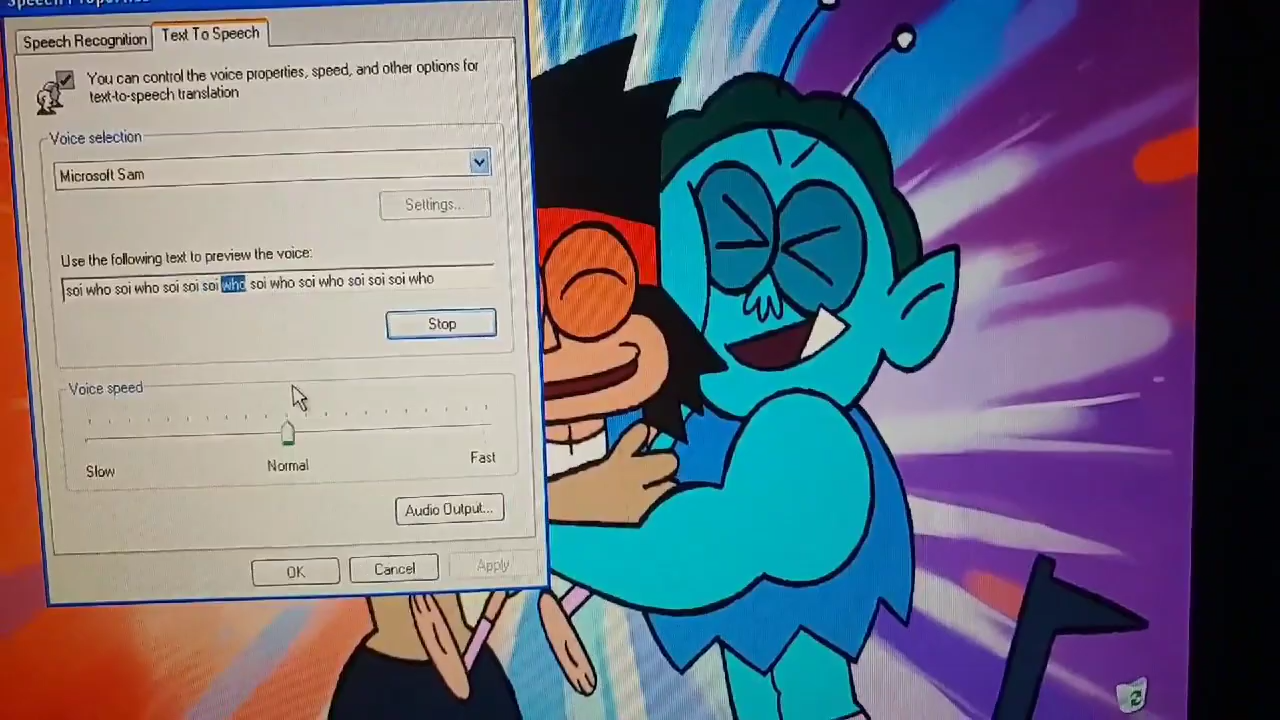 Speech Recognition
Text To Speech
You can control the voice properties, speed, and other options for
text-to-speech translation
Voice selection
Microsoft Sam
Settings...
Use the following text to preview the voice:
soi who soi who soi soi soi who soi who soi who soi soi soi who
Stop
Voice speed
Slow
Normal
Fast
Audio Output...
OK
Cancel
Apply